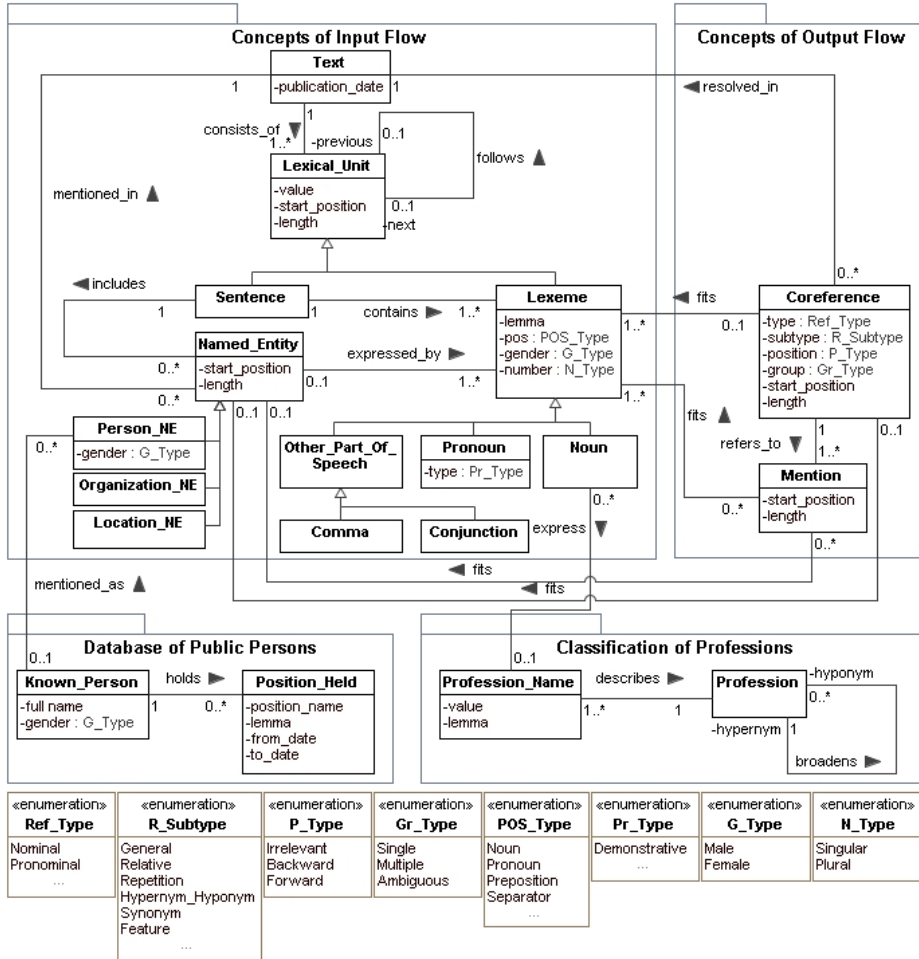 Concepts of Input Flow
Concepts of Output Flow
Text
-publication_date
1
1
resolved_in
1
consists_of
1..*
-previous
0..1
follows
Lexical_Unit
-value
-start_position
-length
0..1
-next
mentioned_in
includes
Sentence
1
1
contains
1..*
Lexeme
-lemma
-pos : POS_Type
-gender : G_Type
-number : N_Type
fits
1..*
0..1
0..*
Coreference
-type : Ref_Type
-subtype : R_Subtype
-position : P_Type
-group : Gr_Type
-start_position
-length
Named_Entity
-start_position
-length
0..*
0..*
expressed_by
0..1
1..*
1..*
0..1
0..1
fits
refers_to
1
1..*
0..1
Person_NE
-gender : G_Type
0..*
Organization_NE
Location_NE
Other_Part_Of_
Speech
Pronoun
-type : Pr_Type
Noun
0..*
Comma
Conjunction
express
Mention
-start_position
-length
0..*
0..*
mentioned_as
fits
fits
Database of Public Persons
Classification of Professions
0..1
Known_Person
-full name
-gender : G_Type
holds
1
0..*
Position_Held
-position_name
-lemma
-from_date
-to_date
0..1
Profession_Name
-value
-lemma
describes
1..*
1
Profession
-hyponym
0..*
-hypernym
1
broadens
«enumeration»
Ref_Type
Nominal
Pronominal
...
«enumeration»
R_Subtype
General
Relative
Repetition
Hypernym_Hyponym
Synonym
Feature
...
«enumeration»
P_Type
Irrelevant
Backward
Forward
«enumeration»
Gr_Type
Single
Multiple
Ambiguous
«enumeration»
POS_Type
Noun
Pronoun
Preposition
Separator
...
«enumeration»
Pr_Type
Demonstrative
...
«enumeration»
G_Type
Male
Female
«enumeration»
N_Type
Singular
Plural